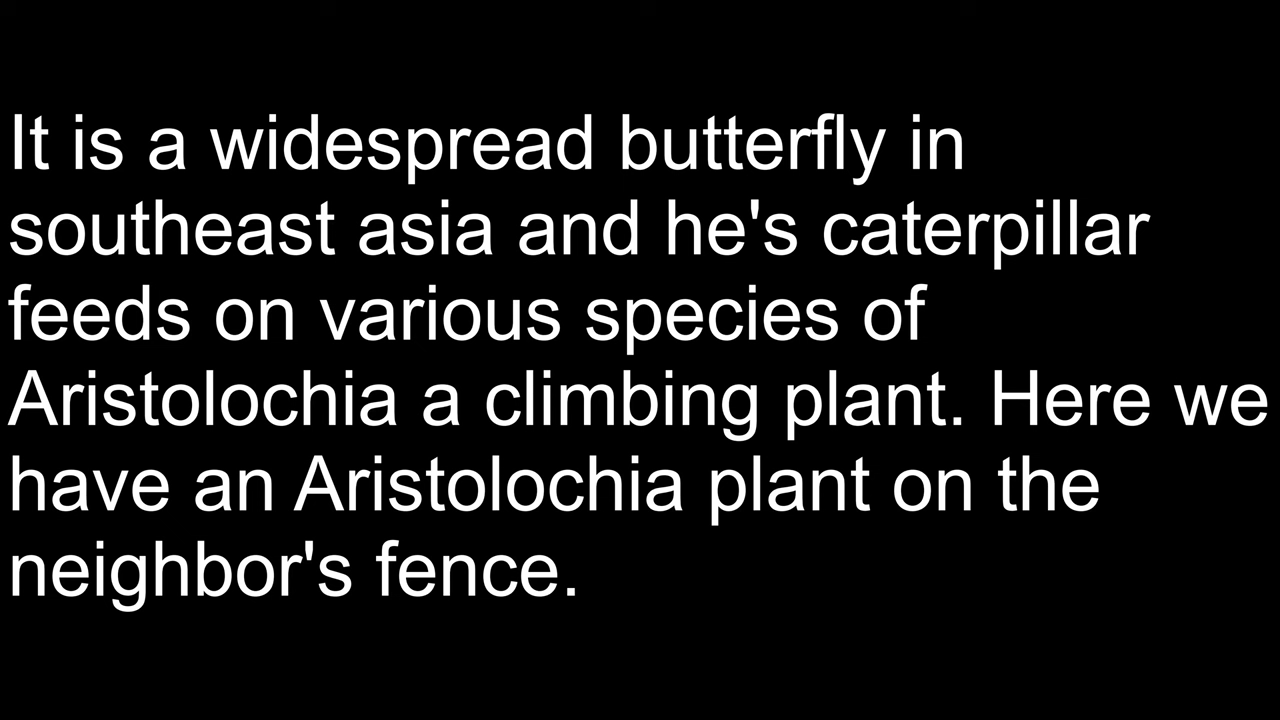 It is a widespread butterfly in
southeast asia and he's caterpillar
feeds on various species of
Aristolochia a climbing plant. Here we
have an Aristolochia plant on the
neighbor's fence.